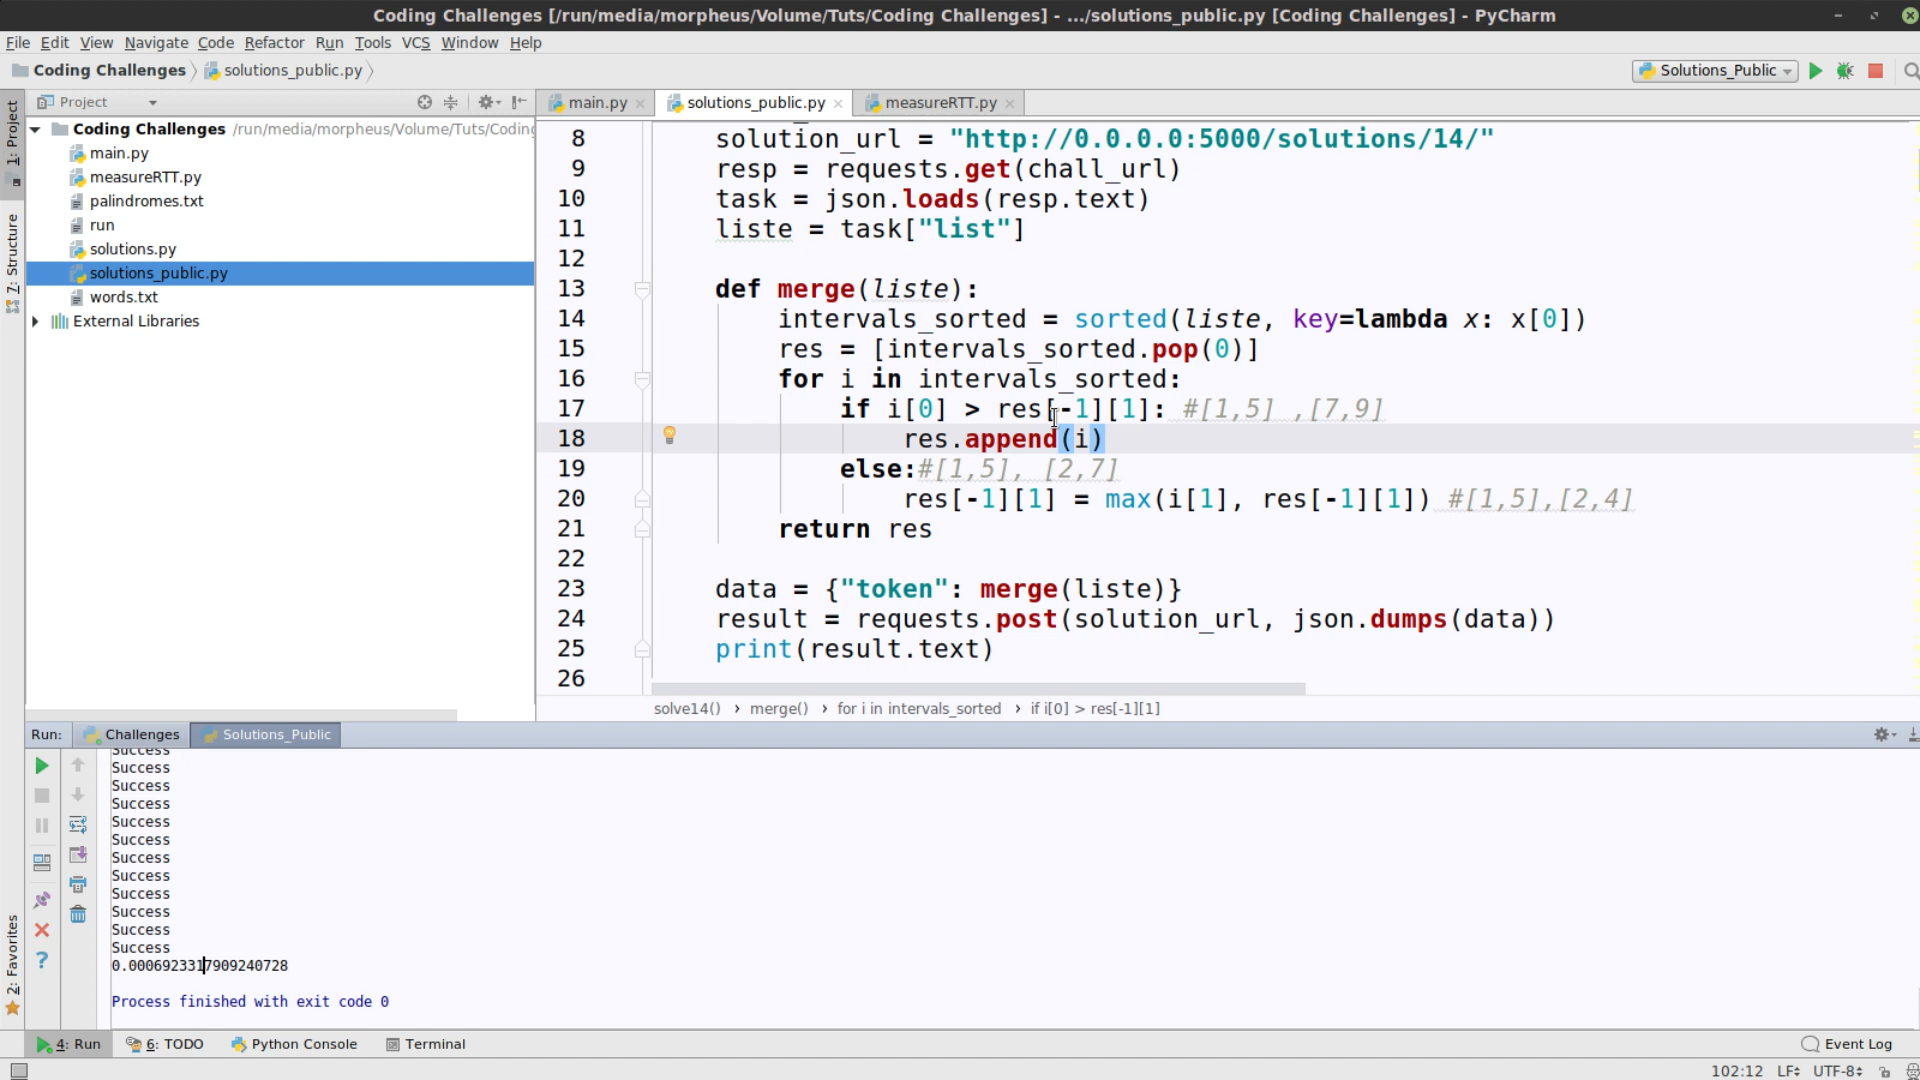 Coding Challenges [/run/media/morpheus/Volume/Tuts/Coding Challenges] - .../solutions_public.py [Coding Challenges] - PyCharm
File Edit View Navigate Code Refactor Run Tools VCS Window Help
Coding Challenges solutions_public.py
Solutions_Public
1: Project
7: Structure
2: Favorites
Project
main.py solutions_public.py measureRTT.py
Coding Challenges /run/media/morpheus/Volume/Tuts/Coding
main.py
measureRTT.py
palindromes.txt
run
solutions.py
solutions_public.py
words.txt
External Libraries
8 solution_url = "http://0.0.0.0:5000/solutions/14/"
9 resp = requests.get(chall_url)
10 task = json.loads(resp.text)
11 liste = task["list"]
12
13 def merge(liste):
14 intervals_sorted = sorted(liste, key=lambda x: x[0])
15 res = [intervals_sorted.pop(0)]
16 for i in intervals_sorted:
17 if i[0] > res[-1][1]: #[1,5] ,[7,9]
18 res.append(i)
19 else:#[1,5], [2,7]
20 res[-1][1] = max(i[1], res[-1][1]) #[1,5],[2,4]
21 return res
22
23 data = {"token": merge(liste)}
24 result = requests.post(solution_url, json.dumps(data))
25 print(result.text)
26
solve14() › merge() › for i in intervals_sorted › if i[0] > res[-1][1]
Run: Challenges Solutions_Public
Success
Success
Success
Success
Success
Success
Success
Success
Success
Success
Success
Success
0.0006923317909240728
Process finished with exit code 0
4: Run 6: TODO Python Console Terminal Event Log
102:12 LF÷ UTF-8÷